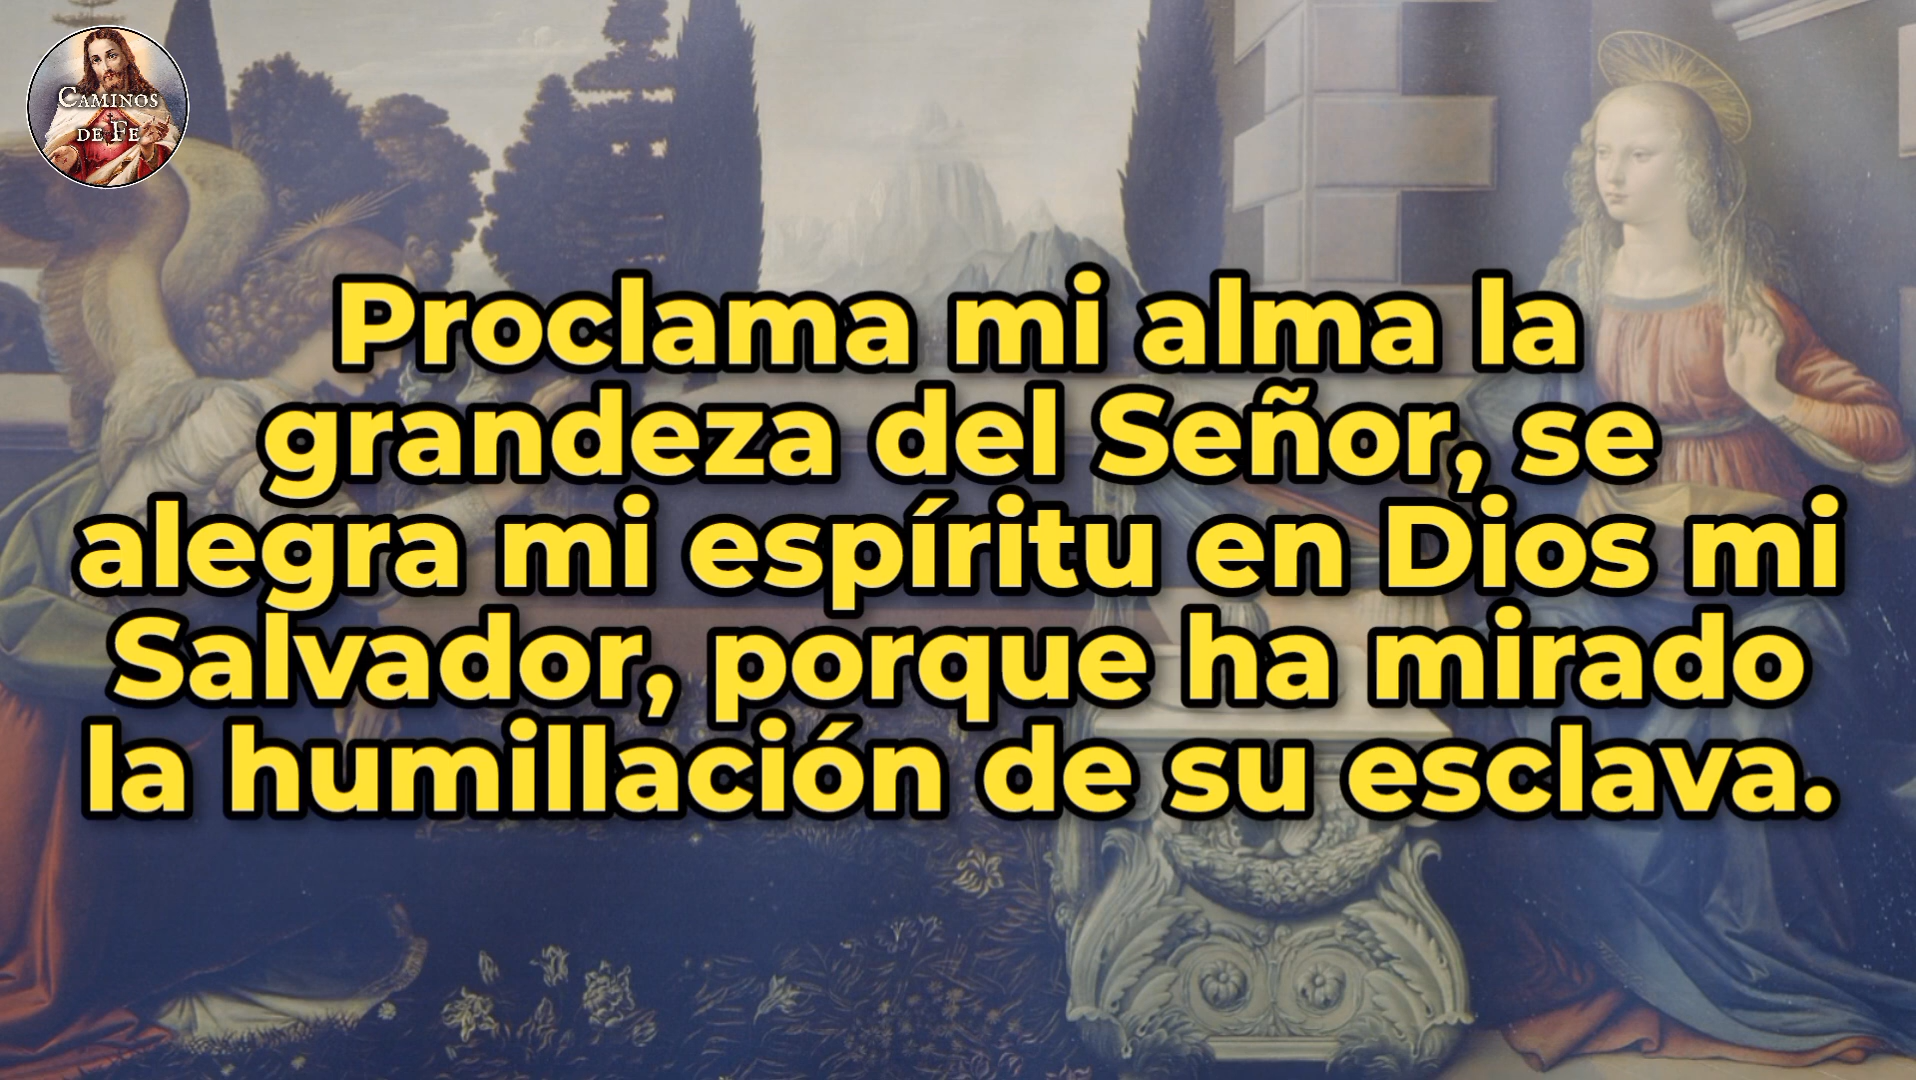 CAMINOS
DE FE
Proclama mi alma la
grandeza del Señor, se
alegra mi espíritu en Dios mi
Salvador, porque ha mirado
la humillación de su esclava.